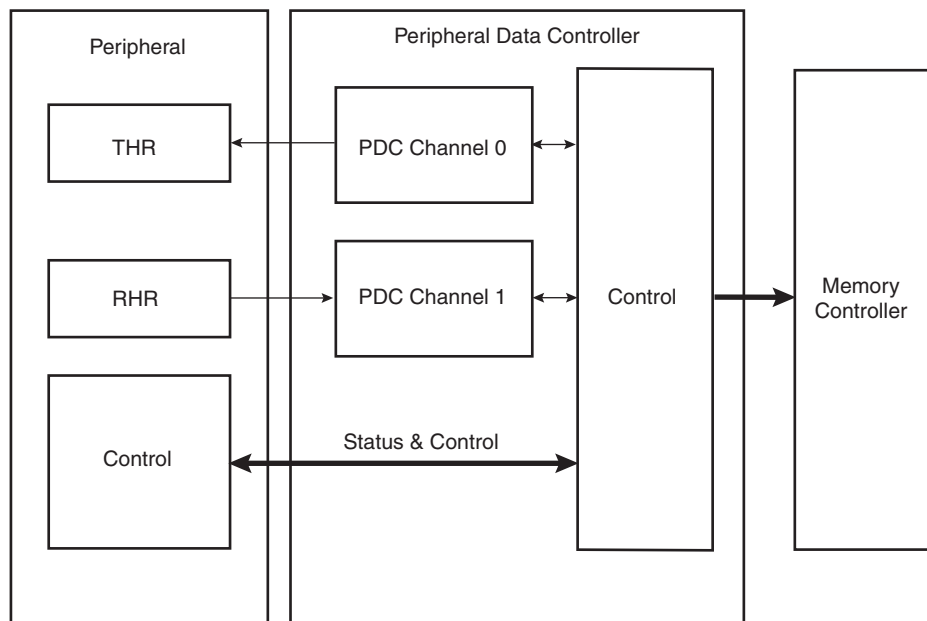 Peripheral
Peripheral Data Controller
THR
PDC Channel 0
RHR
PDC Channel 1
Control
Memory
Controller
Status & Control
Control